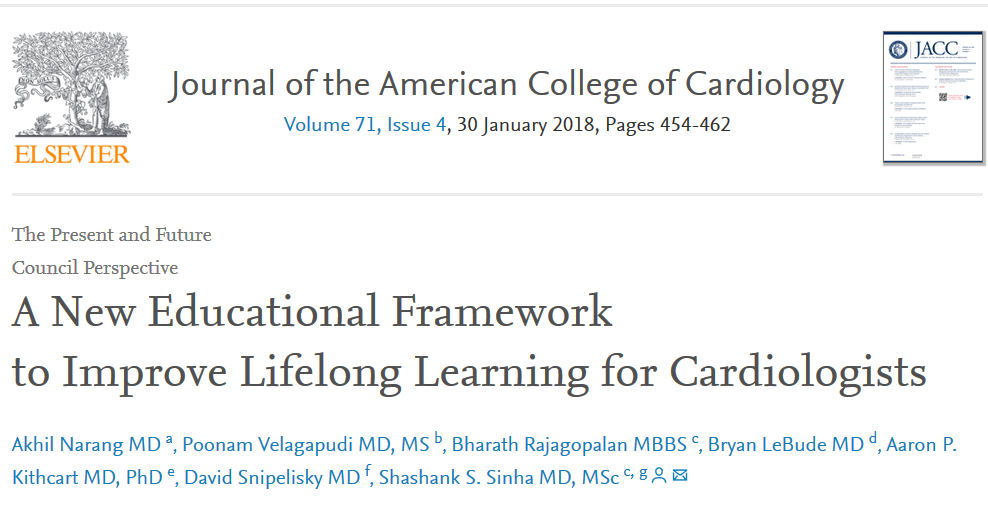 ELSEVIER
Journal of the American College of Cardiology
Volume 71, Issue 4, 30 January 2018, Pages 454-462
JACC
The Present and Future
Council Perspective
A New Educational Framework
to Improve Lifelong Learning for Cardiologists
Akhil Narang MD a, Poonam Velagapudi MD, MS b, Bharath Rajagopalan MBBS c, Bryan LeBude MD d, Aaron P.
Kithcart MD, PhD e, David Snipelisky MD f, Shashank S. Sinha MD, MSc c, g